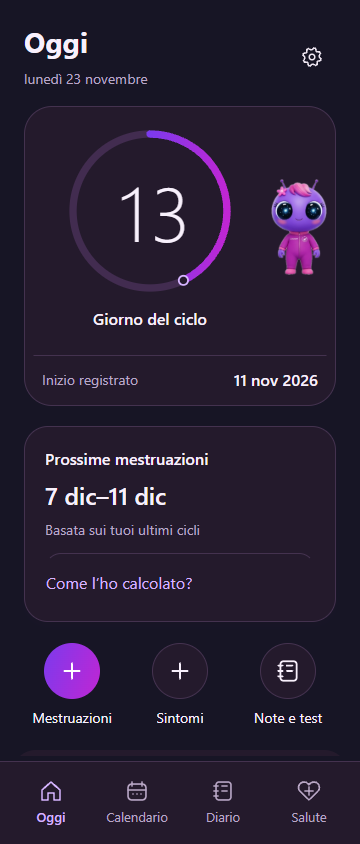 Oggi
lunedì 23 novembre
13
Giorno del ciclo
Inizio registrato
11 nov 2026
Prossime mestruazioni
7 dic–11 dic
Basata sui tuoi ultimi cicli
Come l’ho calcolato?
Mestruazioni
Sintomi
Note e test
Oggi
Calendario
Diario
Salute